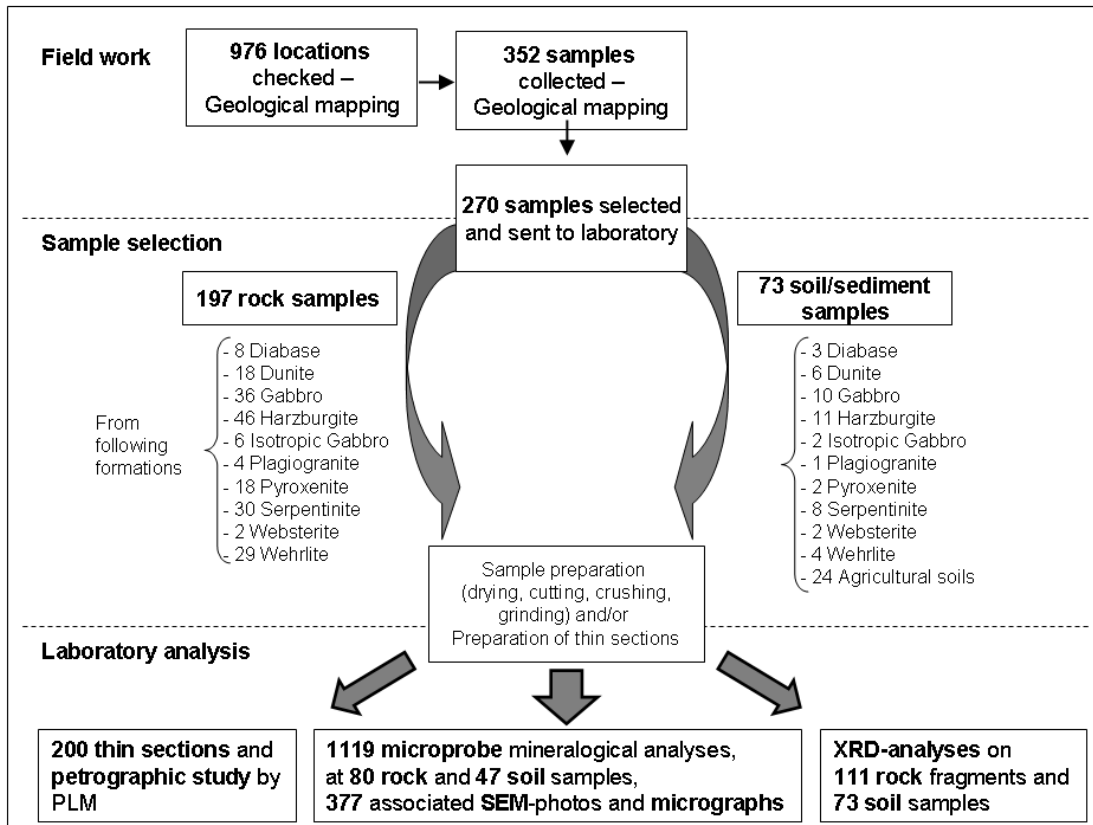 Field work
976 locations
checked –
Geological mapping
352 samples
collected –
Geological mapping
270 samples selected
and sent to laboratory
Sample selection
197 rock samples
From
following
formations
- 8 Diabase
- 18 Dunite
- 36 Gabbro
- 46 Harzburgite
- 6 Isotropic Gabbro
- 4 Plagiogranite
- 18 Pyroxenite
- 30 Serpentinite
- 2 Websterite
- 29 Wehrlite
73 soil/sediment
samples
- 3 Diabase
- 6 Dunite
- 10 Gabbro
- 11 Harzburgite
- 2 Isotropic Gabbro
- 1 Plagiogranite
- 2 Pyroxenite
- 8 Serpentinite
- 2 Websterite
- 4 Wehrlite
- 24 Agricultural soils
Sample preparation
(drying, cutting, crushing,
grinding) and/or
Preparation of thin sections
Laboratory analysis
200 thin sections and
petrographic study by
PLM
1119 microprobe mineralogical analyses,
at 80 rock and 47 soil samples,
377 associated SEM-photos and micrographs
XRD-analyses on
111 rock fragments and
73 soil samples